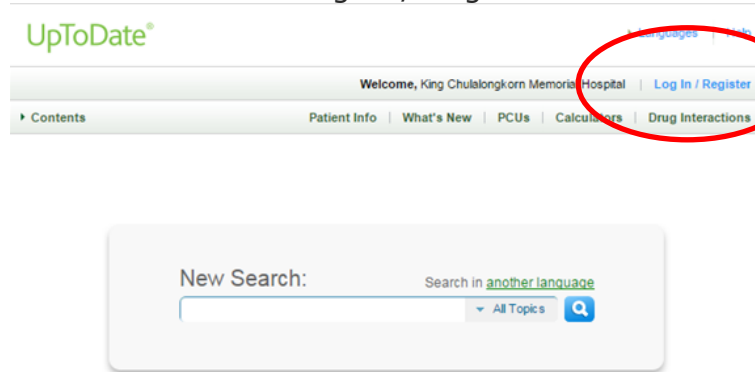 UpToDate®
Languages | Help
Welcome, King Chulalongkorn Memorial Hospital | Log In / Register
Contents
Patient Info | What's New | PCUs | Calculators | Drug Interactions
New Search:
Search in another language
All Topics